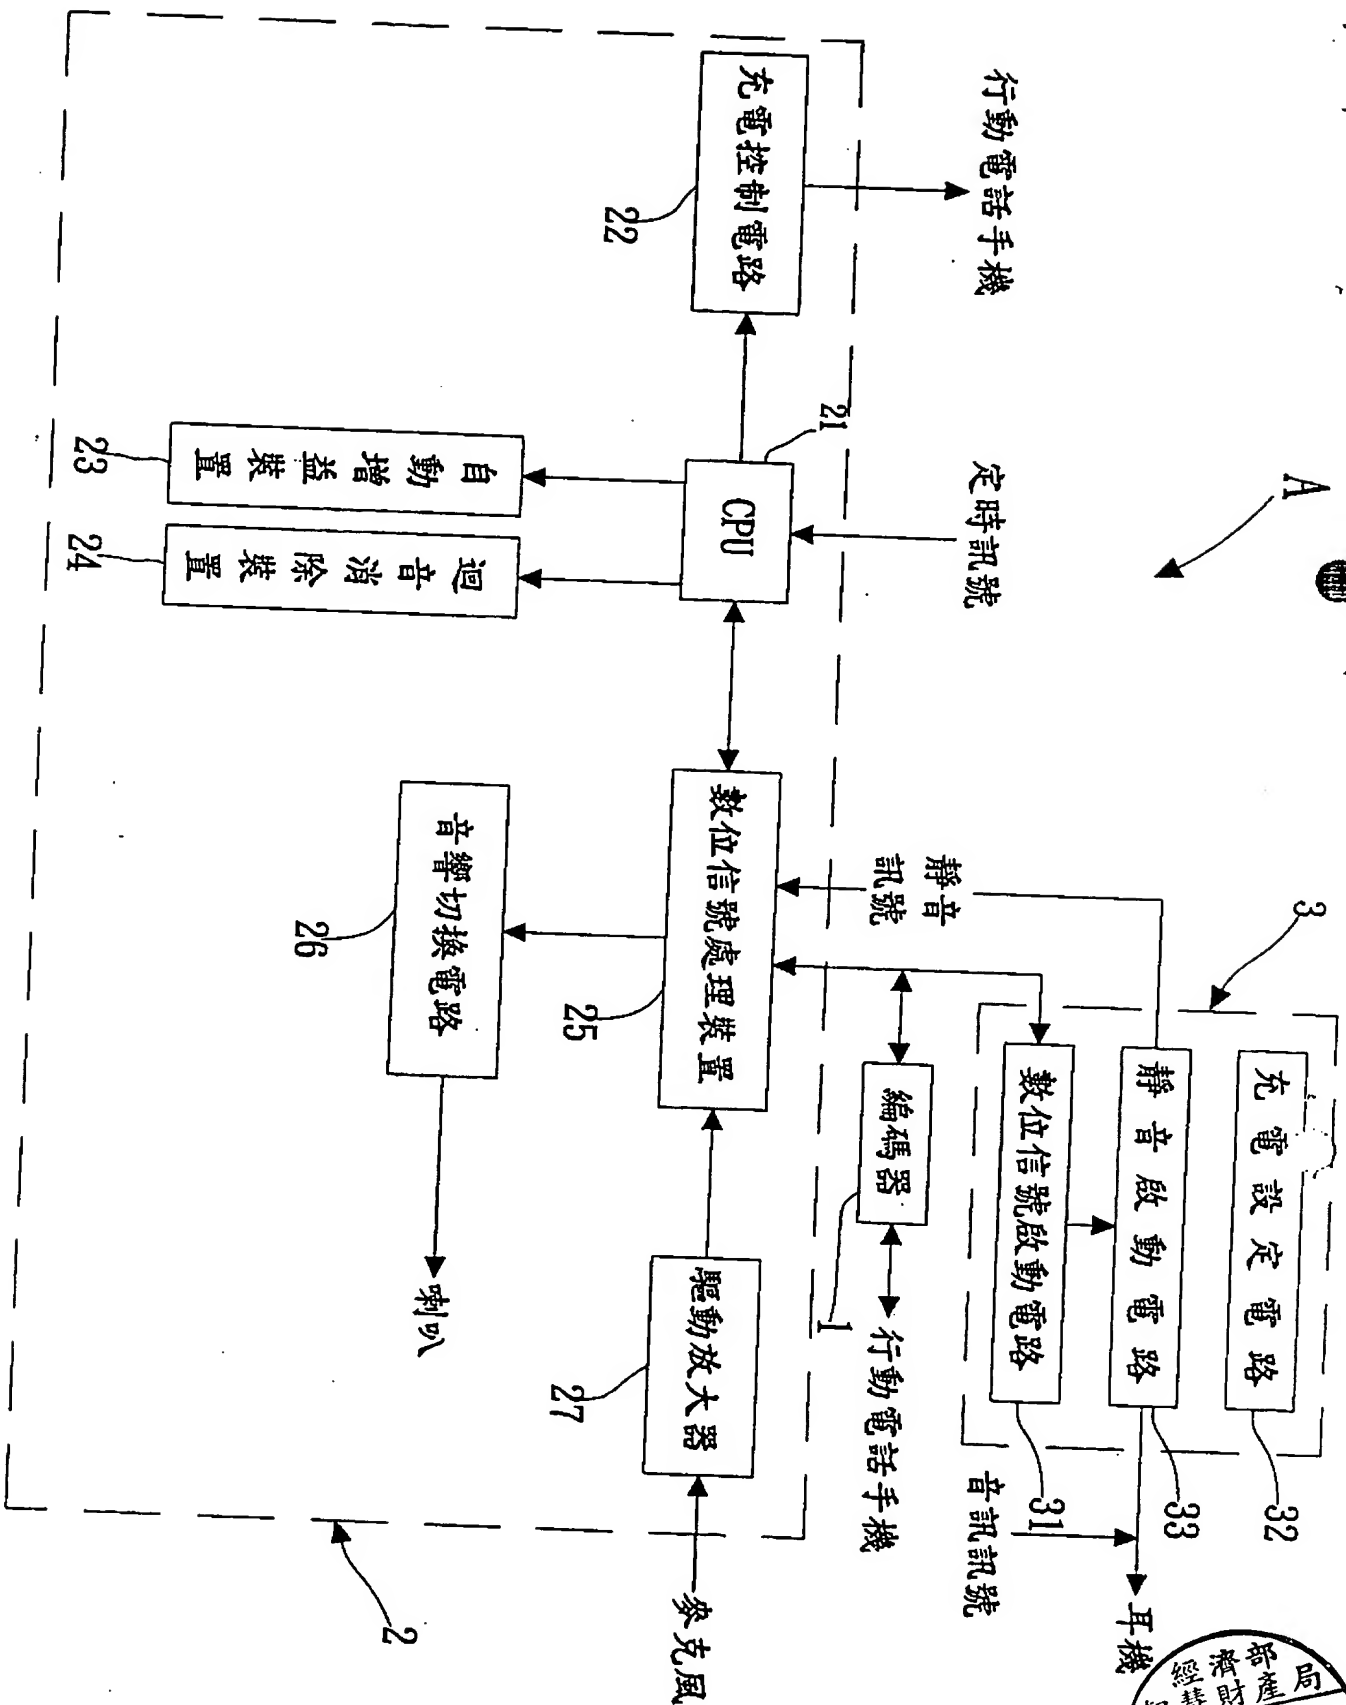 A
3
充電設定電路
32
靜音啟動電路
33
耳機
數位信號啟動電路
31
音訊訊號
行動電話手機
定時訊號
靜音
訊號
編碼器
1
行動電話手機
充電控制電路
22
21
CPU
數位信號處理裝置
25
驅動放大器
27
麥克風
自動增益裝置
23
迴音消除裝置
24
音響切換電路
26
喇叭
2
經濟部
慧財產局